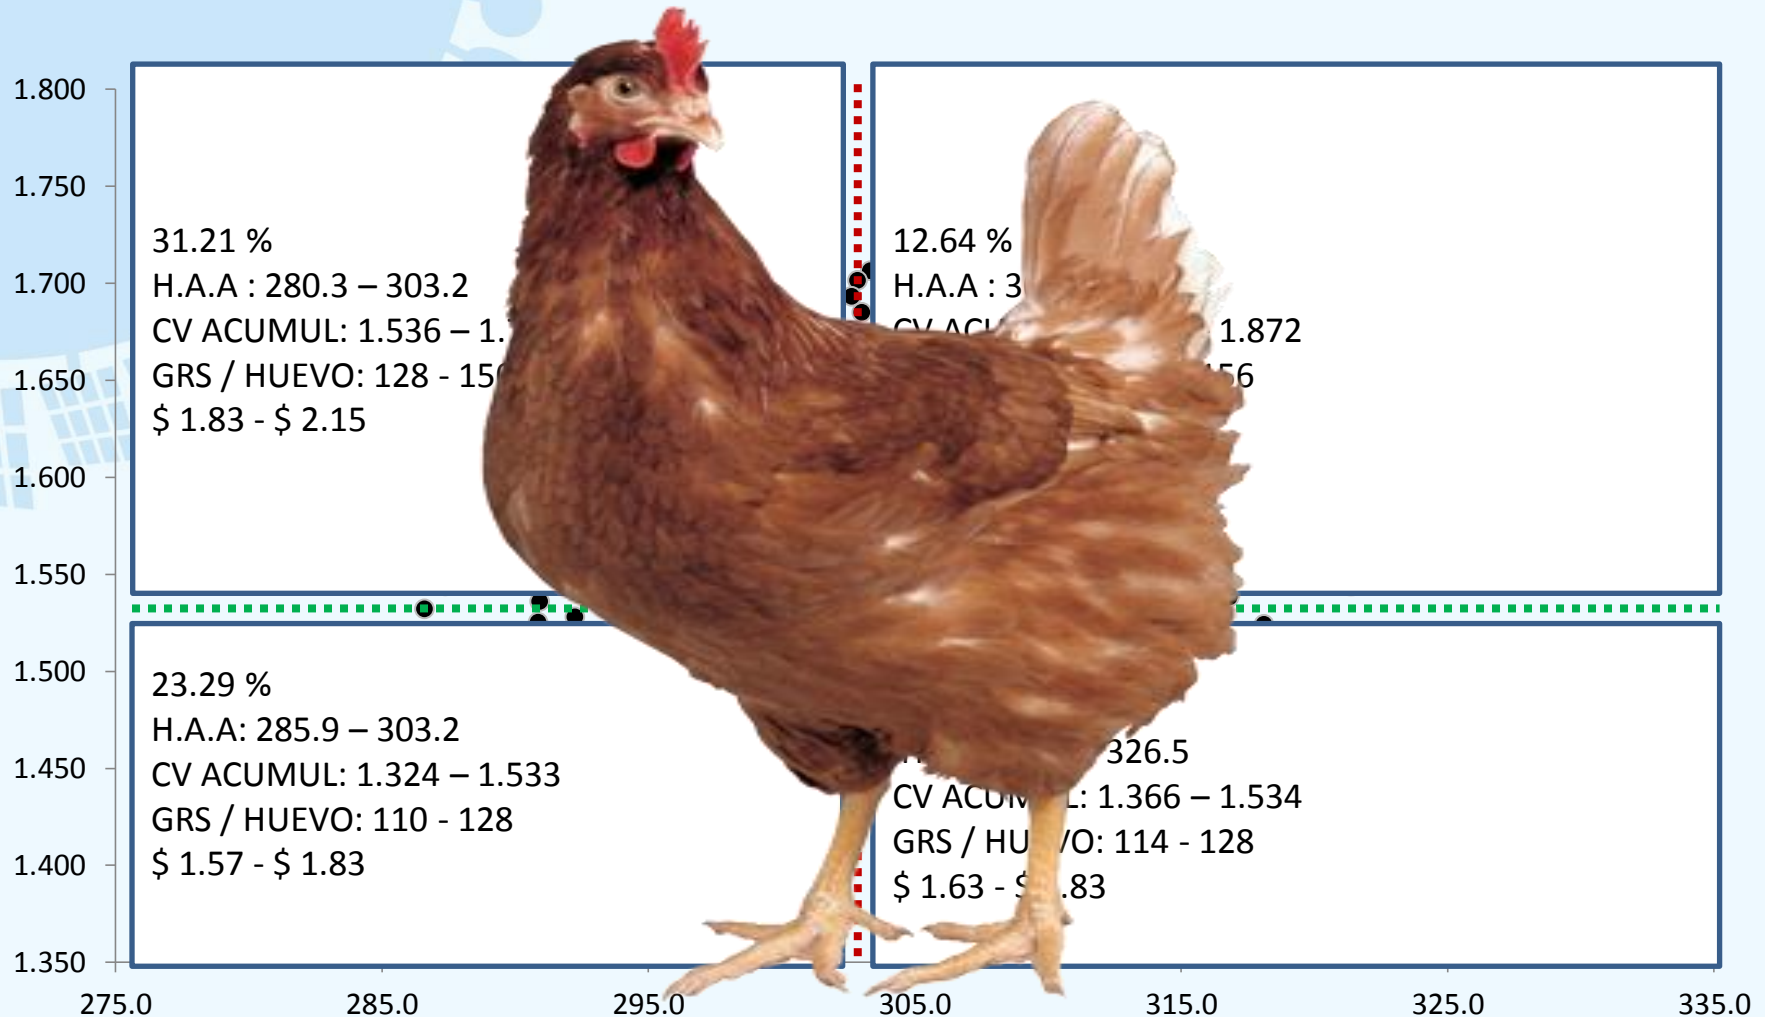 1.800
1.750
1.700
1.650
1.600
1.550
1.500
1.450
1.400
1.350
31.21 %
H.A.A : 280.3 – 303.2
CV ACUMUL: 1.536 – 1.
GRS / HUEVO: 128 - 150
$ 1.83 - $ 2.15
12.64 %
H.A.A : 3
CV 1.872
23.29 %
H.A.A: 285.9 – 303.2
CV ACUMUL: 1.324 – 1.533
GRS / HUEVO: 110 - 128
$ 1.57 - $ 1.83
326.5
CV ACUMUL: 1.366 – 1.534
GRS / HUEVO: 114 - 128
$ 1.63 - $ .83
275.0 285.0 295.0 305.0 315.0 325.0 335.0